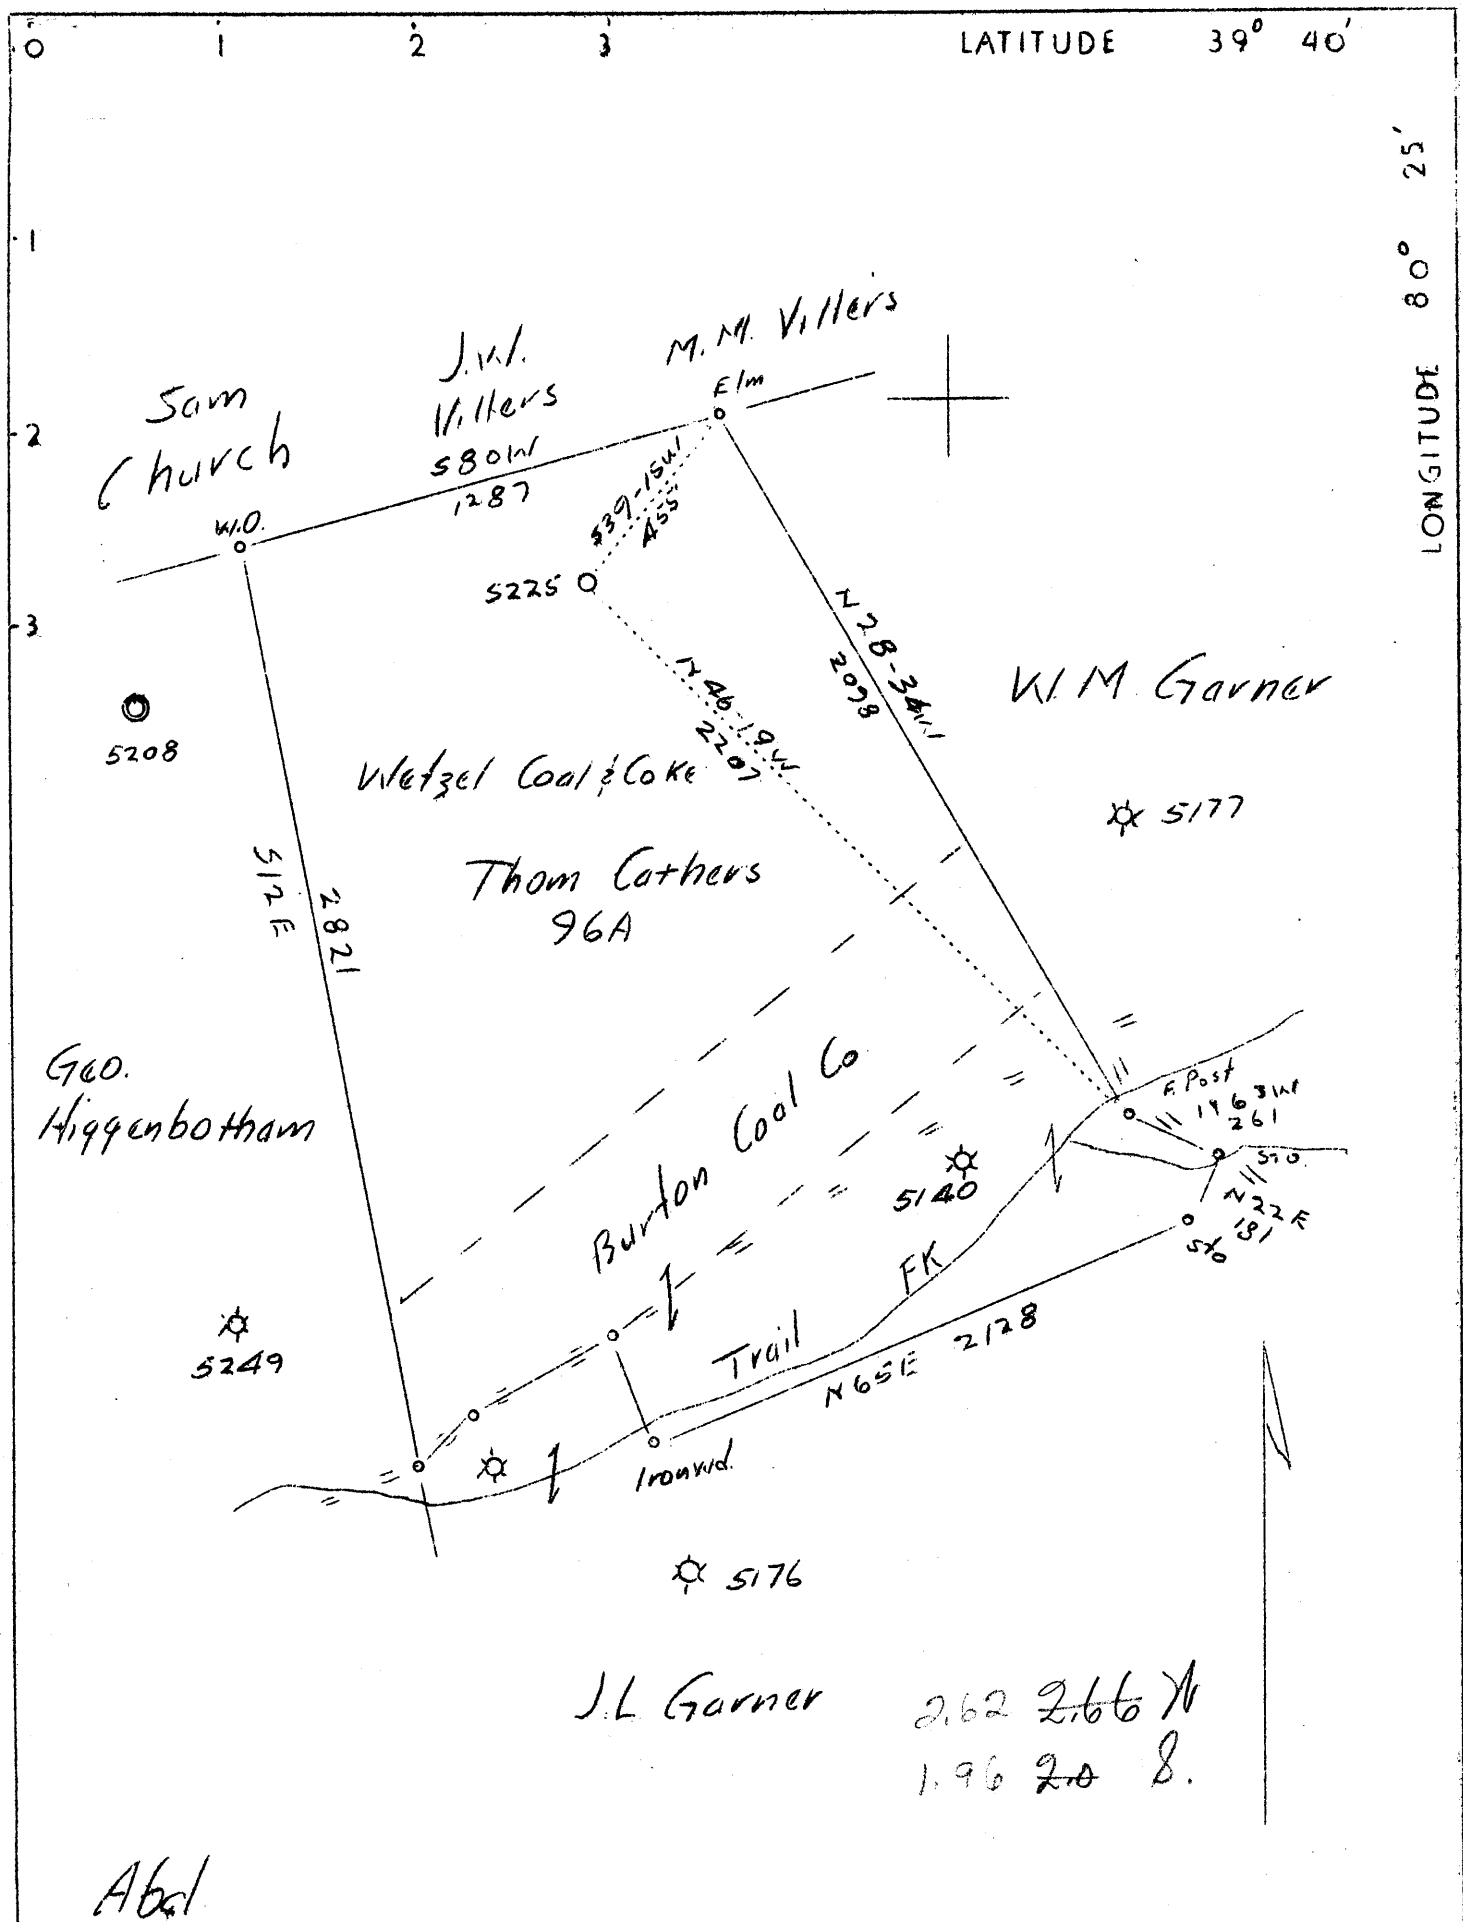 0 1 2 3 LATITUDE 39° 40'
LONGITUDE 80° 25'
1
2
3
Sam
Church
J.W.
Villers
M.M. Villers
Elm
S80W
1287
W.O.
S39-15W
455'
5225
N28-34W
2098
N46-19W
2207
W.M Garner
5208
Wetzel Coal & Coke
5177
Thom Cathers
96A
S12E
2821
Geo.
Higgenbotham
Burton Coal Co
F. Post
N63W
261
Sto.
N22E
181
Sto
5140
FK
Trail
5249
N65E 2128
Ironwd.
5176
J.L Garner
2.62 2.66 W
1.96 2.0 S.
Abd